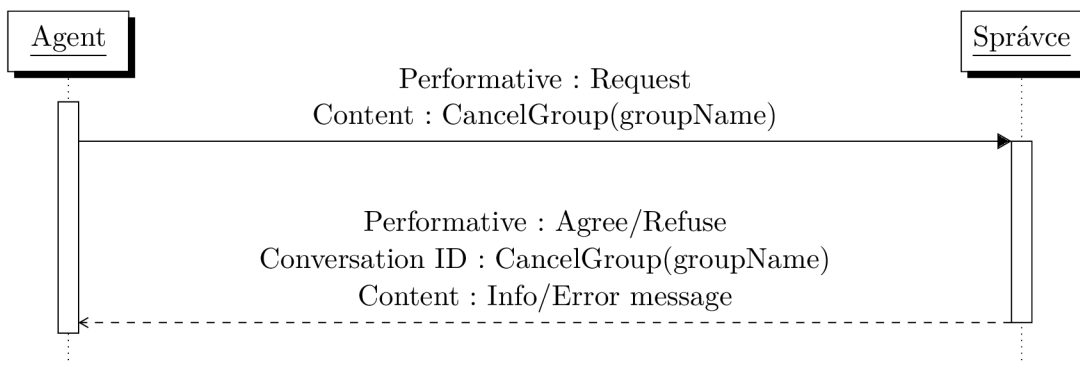 Agent
Správce
Performative : Request
Content : CancelGroup(groupName)
Performative : Agree/Refuse
Conversation ID : CancelGroup(groupName)
Content : Info/Error message